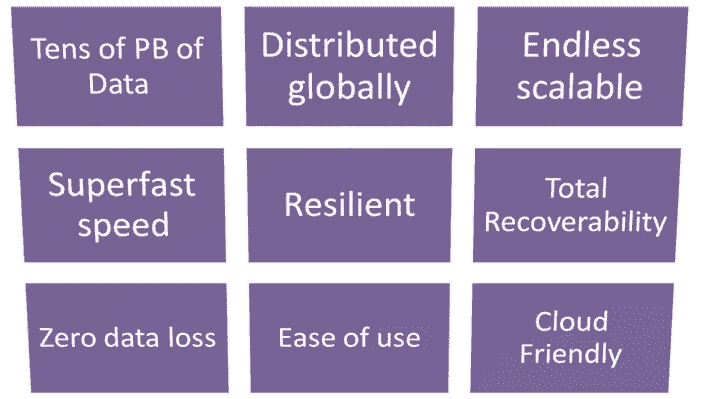 Tens of PB of
Data
Distributed
globally
Endless
scalable
Superfast
speed
Resilient
Total
Recoverability
Zero data loss
Ease of use
Cloud
Friendly